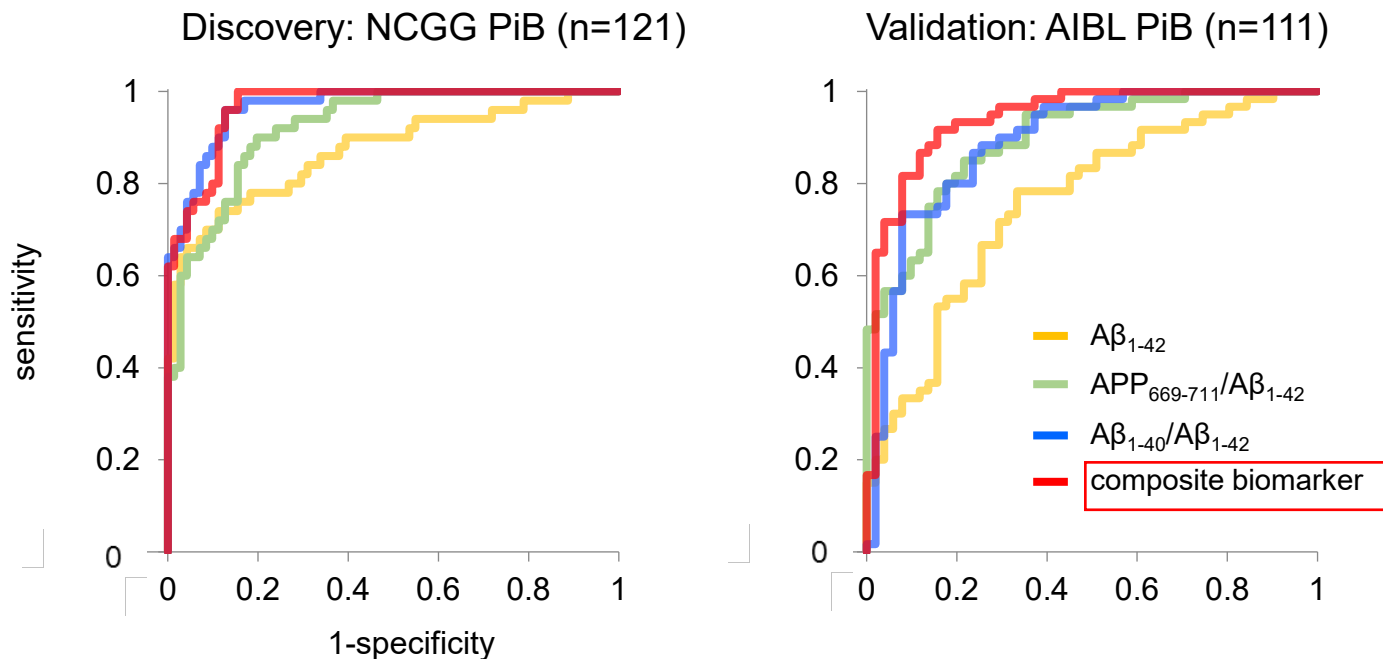 Discovery: NCGG PiB (n=121)
Validation: AIBL PiB (n=111)
sensitivity
1
0.8
0.6
0.4
0.2
0
0 0.2 0.4 0.6 0.8 1
1-specificity
1
0.8
0.6
0.4
0.2
0
0 0.2 0.4 0.6 0.8 1
Aβ1-42
APP669-711/Aβ1-42
Aβ1-40/Aβ1-42
composite biomarker